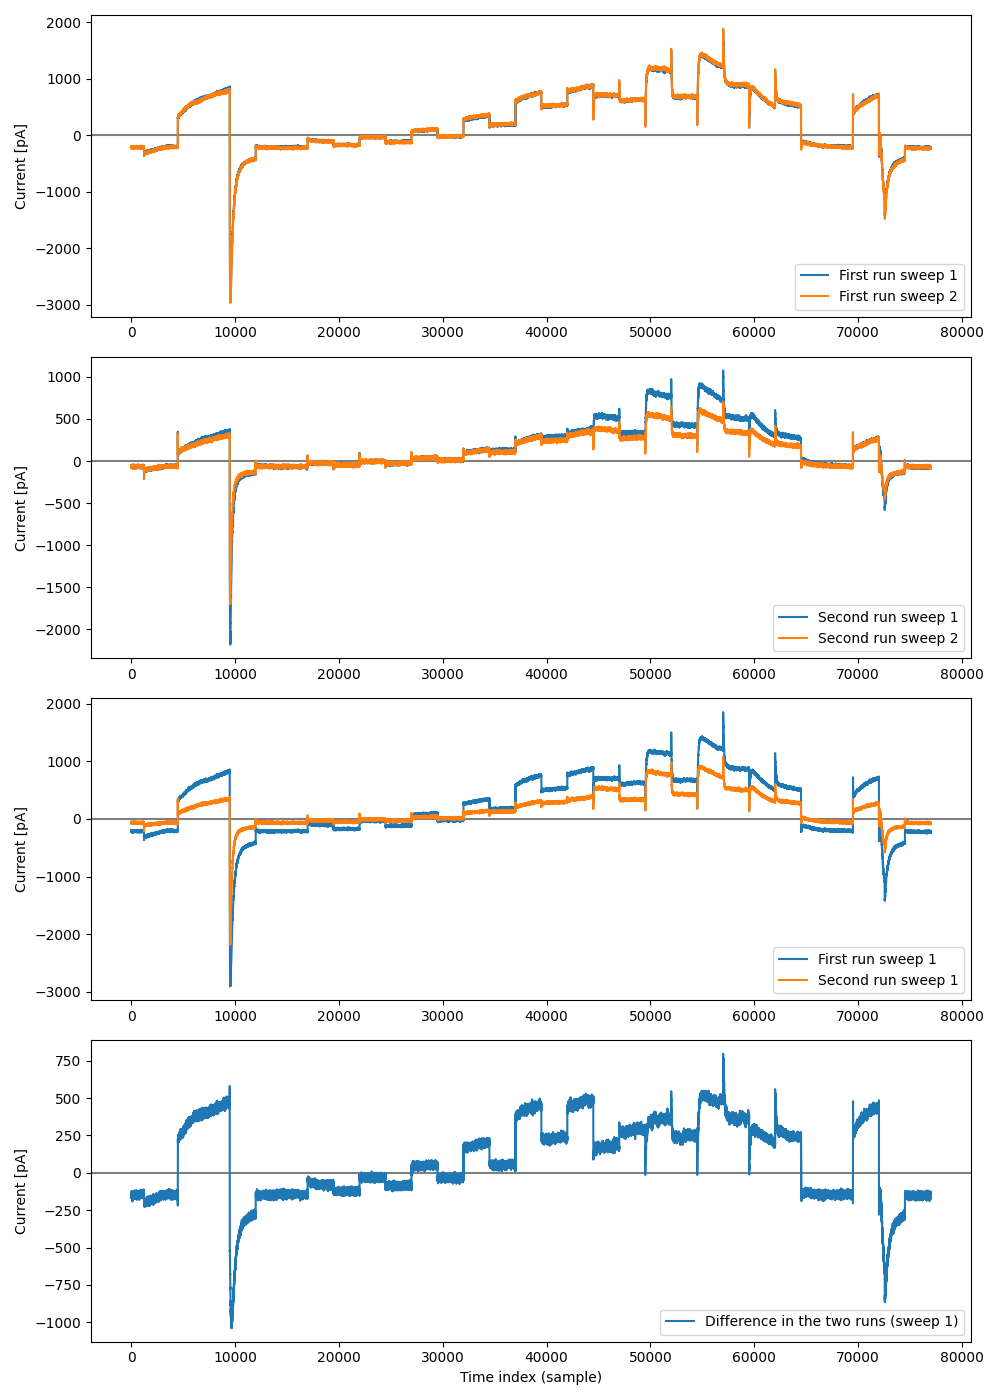 2000
1000
0
−1000
−2000
−3000
Current [pA]
First run sweep 1
First run sweep 2
0 10000 20000 30000 40000 50000 60000 70000 80000
1000
500
0
−500
−1000
−1500
−2000
Current [pA]
Second run sweep 1
Second run sweep 2
0 10000 20000 30000 40000 50000 60000 70000 80000
2000
1000
0
−1000
−2000
−3000
Current [pA]
First run sweep 1
Second run sweep 1
0 10000 20000 30000 40000 50000 60000 70000 80000
750
500
250
0
−250
−500
−750
−1000
Current [pA]
Difference in the two runs (sweep 1)
0 10000 20000 30000 40000 50000 60000 70000 80000
Time index (sample)